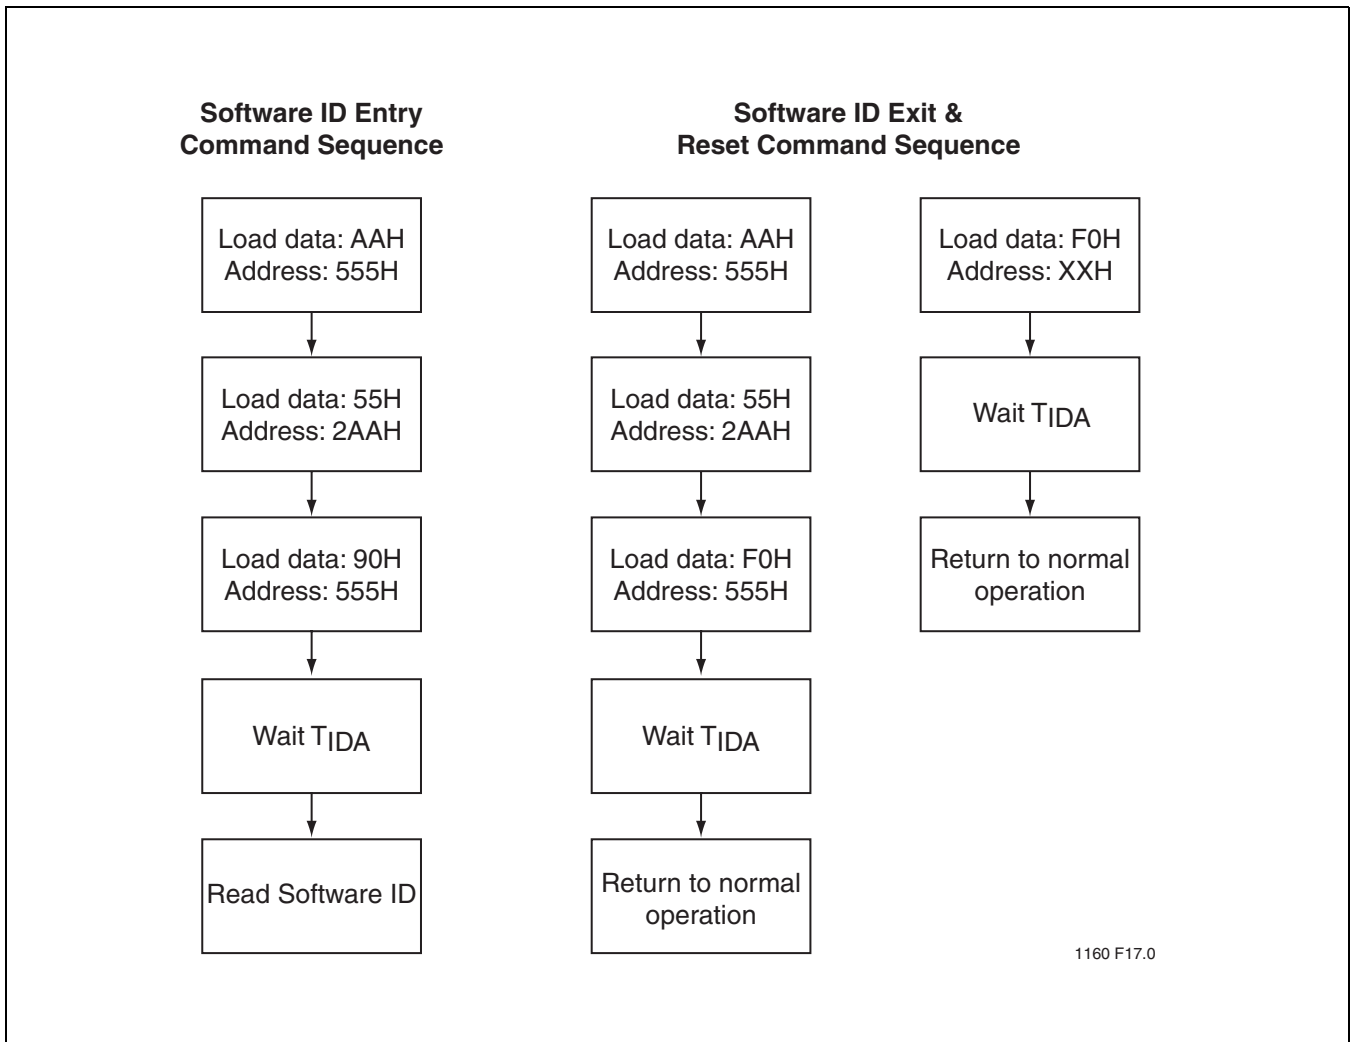 Software ID Entry
Command Sequence
Load data: AAH
Address: 555H
Load data: 55H
Address: 2AAH
Load data: 90H
Address: 555H
Wait TIDA
Read Software ID
Software ID Exit &
Reset Command Sequence
Load data: AAH
Address: 555H
Load data: 55H
Address: 2AAH
Load data: F0H
Address: 555H
Wait TIDA
Return to normal
operation
Load data: F0H
Address: XXH
Wait TIDA
Return to normal
operation
1160 F17.0